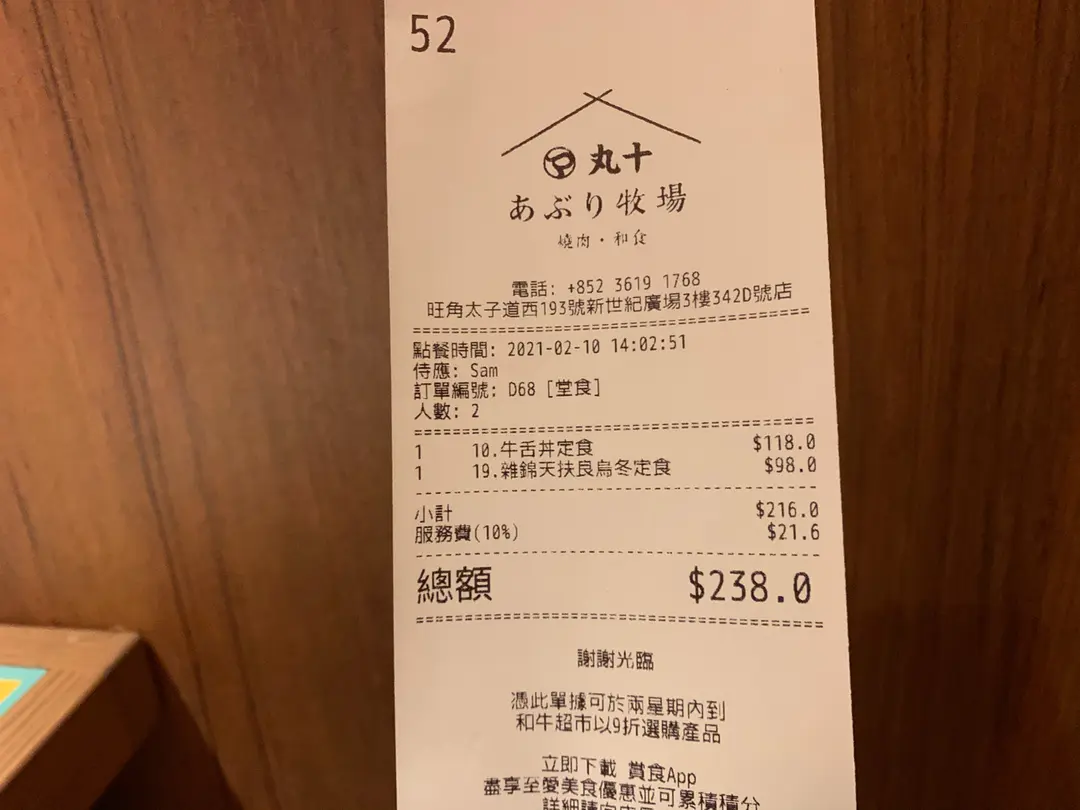 52
丸十
あぶり牧場
燒肉・和食
電話: +852 3619 1768
旺角太子道西193號新世紀廣場3樓342D號店
點餐時間: 2021-02-10 14:02:51
侍應: Sam
訂單編號: D68 [堂食]
人數: 2
1 10.牛舌丼定食 $118.0
1 19.雜錦天扶良烏冬定食 $98.0
小計 $216.0
服務費(10%) $21.6
總額 $238.0
謝謝光臨
憑此單據可於兩星期內到
和牛超市以9折選購產品
立即下載 賞食App
盡享至愛美食優惠並可累積積分